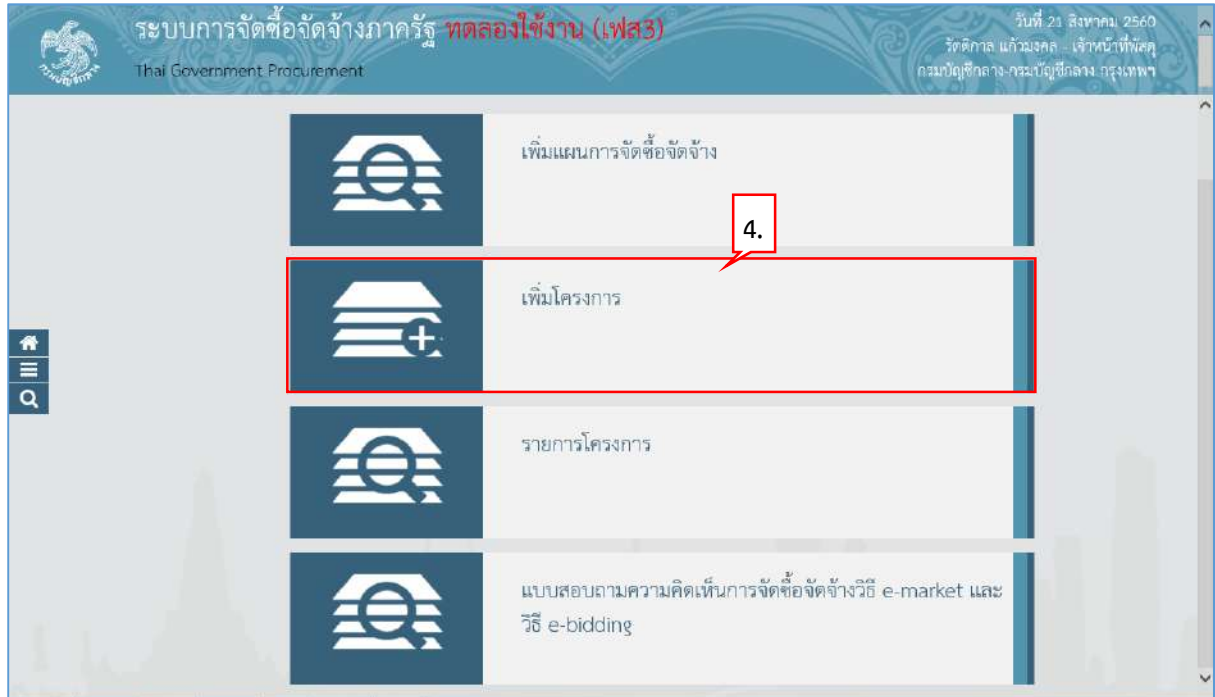 ระบบการจัดซื้อจัดจ้างภาครัฐ ทดลองใช้งาน (เฟส3)
Thai Government Procurement
วันที่ 21 สิงหาคม 2560
รัตติกาล แก้วมงคล - เจ้าหน้าที่พัสดุ
กรมบัญชีกลาง-กรมบัญชีกลาง กรุงเทพฯ
เพิ่มแผนการจัดซื้อจัดจ้าง
4.
เพิ่มโครงการ
รายการโครงการ
แบบสอบถามความคิดเห็นการจัดซื้อจัดจ้างวิธี e-market และ
วิธี e-bidding